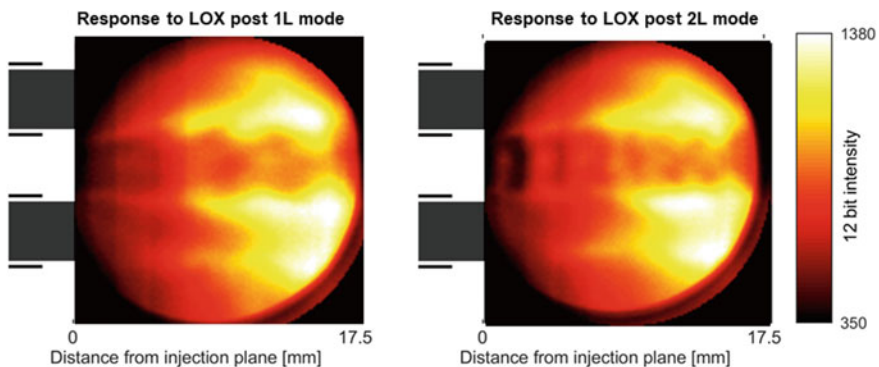 Response to LOX post 1L mode
Response to LOX post 2L mode
1380
12 bit intensity
350
0
17.5
0
17.5
Distance from injection plane [mm]
Distance from injection plane [mm]